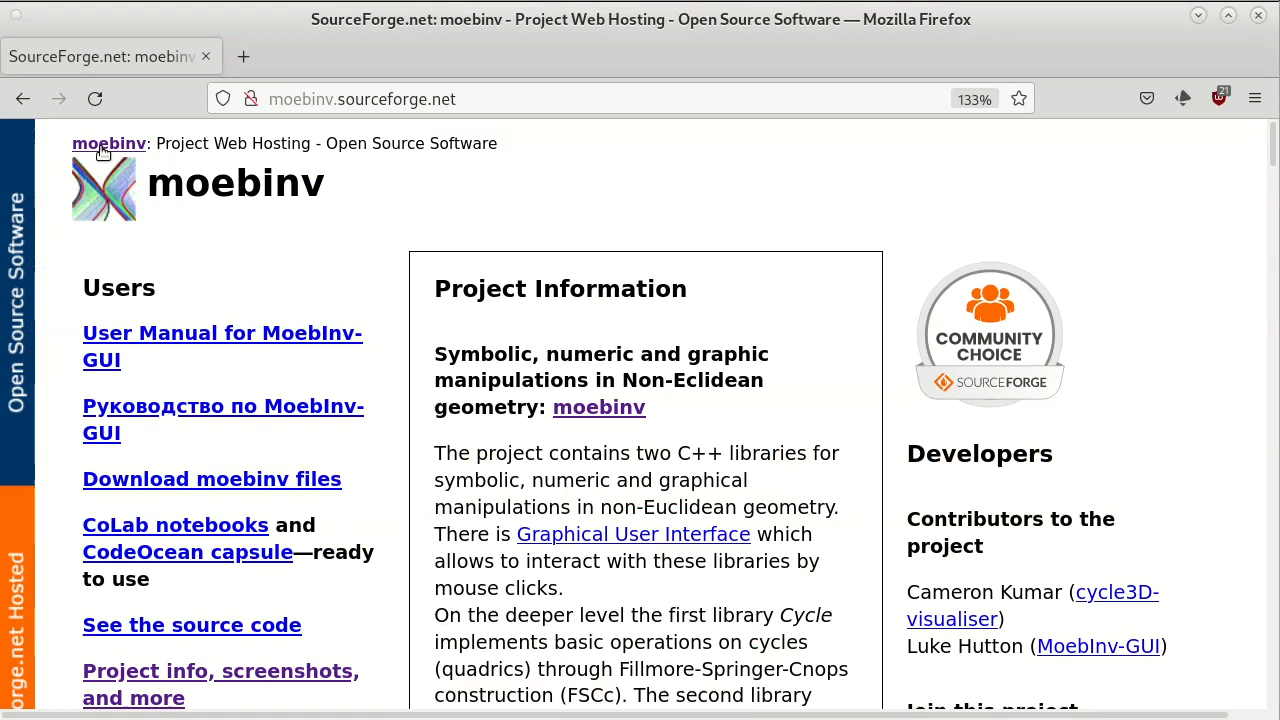 SourceForge.net: moebinv - Project Web Hosting - Open Source Software — Mozilla Firefox
SourceForge.net: moebinv
moebinv.sourceforge.net
133%
21
Open Source Software
orge.net Hosted
moebinv: Project Web Hosting - Open Source Software
moebinv
Users
User Manual for MoebInv-
GUI
Руководство по MoebInv-
GUI
Download moebinv files
CoLab notebooks and
CodeOcean capsule—ready
to use
See the source code
Project info, screenshots,
and more
Project Information
Symbolic, numeric and graphic
manipulations in Non-Eclidean
geometry: moebinv
The project contains two C++ libraries for
symbolic, numeric and graphical
manipulations in non-Euclidean geometry.
There is Graphical User Interface which
allows to interact with these libraries by
mouse clicks.
On the deeper level the first library Cycle
implements basic operations on cycles
(quadrics) through Fillmore-Springer-Cnops
construction (FSCc). The second library
COMMUNITY
CHOICE
SOURCEFORGE
Developers
Contributors to the
project
Cameron Kumar (cycle3D-
visualiser)
Luke Hutton (MoebInv-GUI)
Join this project